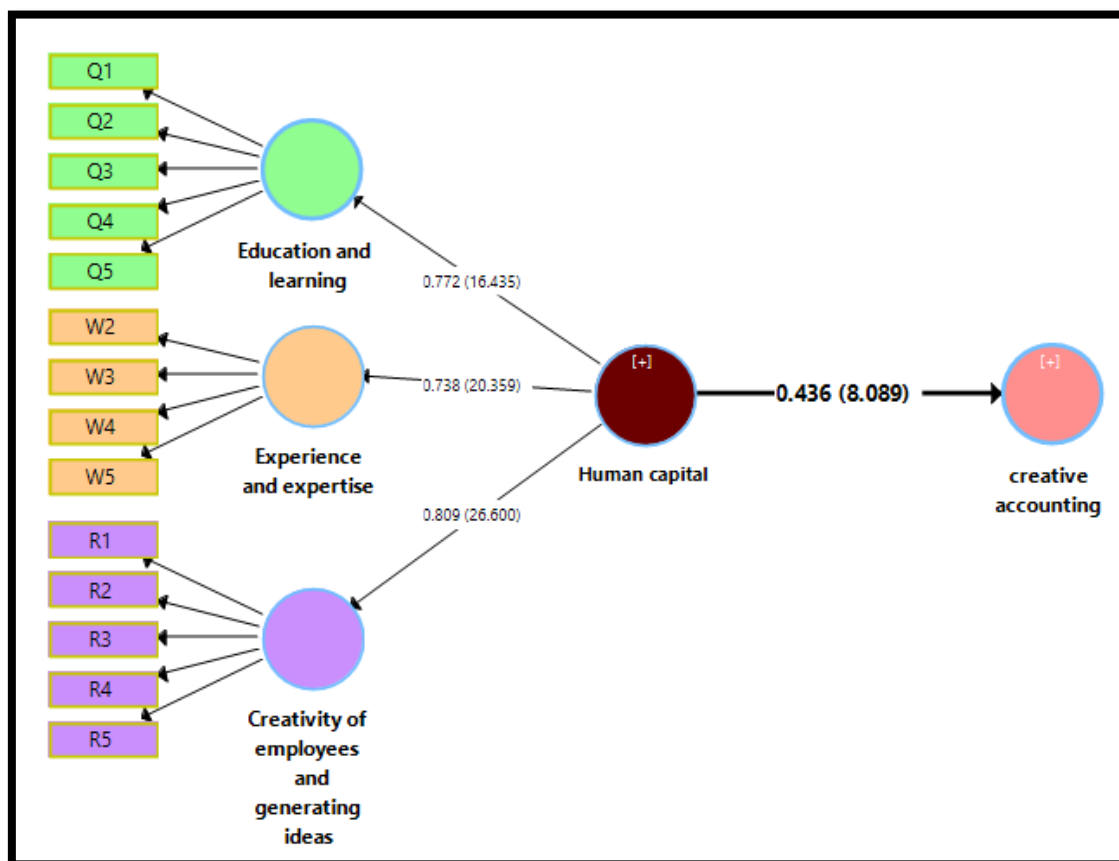 Q1
Q2
Q3
Q4
Q5
Education and
learning
0.772 (16.435)
W2
W3
W4
W5
Experience
and expertise
0.738 (20.359)
[+]
Human capital
0.436 (8.089)
[+]
creative
accounting
0.809 (26.600)
R1
R2
R3
R4
R5
Creativity of
employees
and
generating
ideas